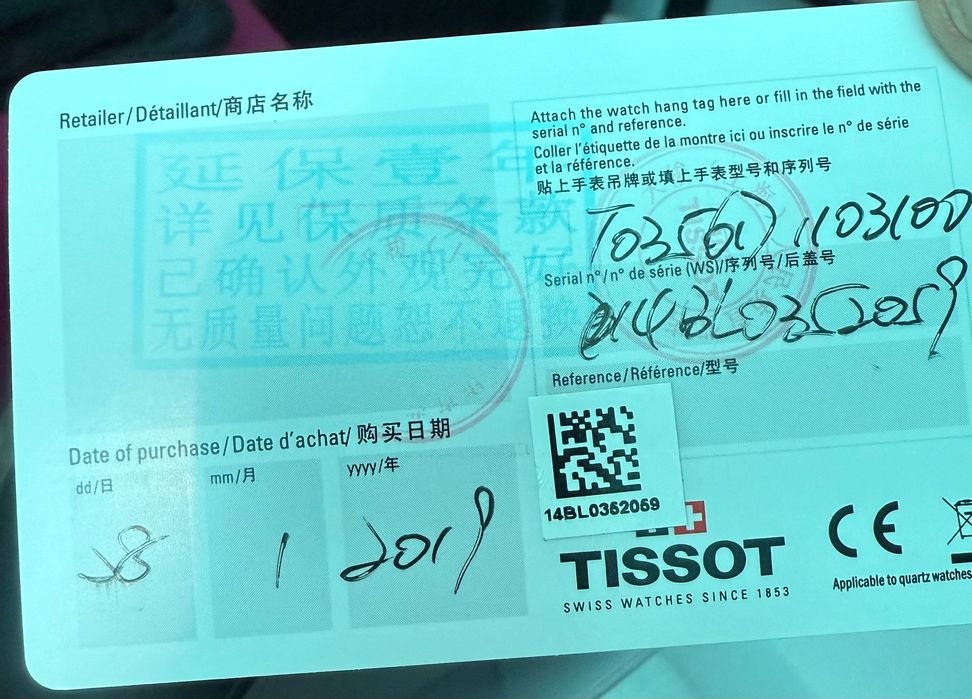 Retailer/Détaillant/商店名称
延保壹年
详见保质条款
已确认外观完好
无质量问题恕不退换
Date of purchase/Date d'achat/购买日期
dd/日
mm/月
yyyy/年
28
1
2019
Attach the watch hang tag here or fill in the field with the
serial n° and reference.
Coller l'étiquette de la montre ici ou inscrire le n° de série
et la référence.
贴上手表吊牌或填上手表型号和序列号
T0356171103100
Serial n°/n° de série (WS)/序列号/后盖号
14BL0352059
Reference/Référence/型号
14BL0352059
TISSOT
SWISS WATCHES SINCE 1853
CE
Applicable to quartz watches